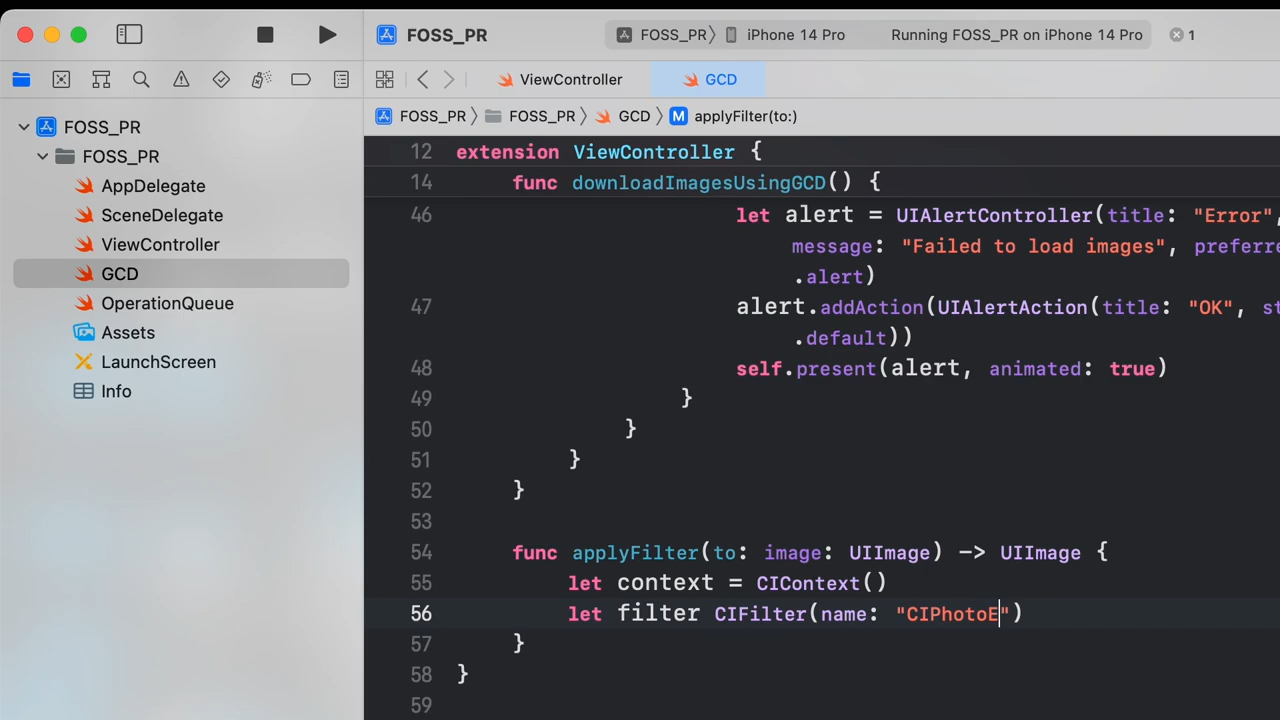 FOSS_PR
FOSS_PR 〉 iPhone 14 Pro
Running FOSS_PR on iPhone 14 Pro
1
ViewController
GCD
FOSS_PR 〉 FOSS_PR 〉 GCD 〉 M applyFilter(to:)
FOSS_PR
FOSS_PR
AppDelegate
SceneDelegate
ViewController
GCD
OperationQueue
Assets
LaunchScreen
Info
12 extension ViewController {
14 func downloadImagesUsingGCD() {
46 let alert = UIAlertController(title: "Error",
message: "Failed to load images", preferre
.alert)
47 alert.addAction(UIAlertAction(title: "OK", st
.default))
48 self.present(alert, animated: true)
49 }
50 }
51 }
52 }
53
54 func applyFilter(to: image: UIImage) -> UIImage {
55 let context = CIContext()
56 let filter CIFilter(name: "CIPhotoE")
57 }
58 }
59